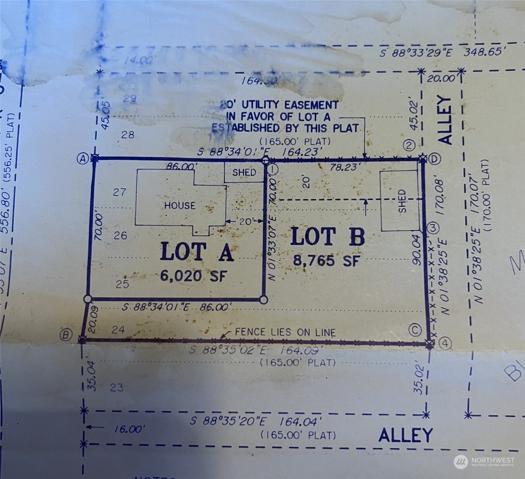 S 88°33'29"E 348.65'
14.00'
164.30'
20.00'
29
45.05'
45.02'
ALLEY
20' UTILITY EASEMENT
IN FAVOR OF LOT A
ESTABLISHED BY THIS PLAT
28
(165.00' PLAT)
S 88°34'01"E 164.23'
A
2
D
86.00'
1
78.23'
SHED
27
HOUSE
20'
SHED
70.00'
70.00'
N 01°33'07"E
20'
170.08'
170.07'
(170.00' PLAT)
3
26
LOT A
6,020 SF
LOT B
8,765 SF
90.04'
N 01°38'25"E
N 01°38'25"E
25
S 88°34'01"E 86.00'
20.09'
B
24
FENCE LIES ON LINE
C
4
S 88°35'02"E 164.09'
(165.00' PLAT)
35.04'
35.02'
23
S 88°35'20"E 164.04'
(165.00' PLAT)
16.00'
ALLEY
556.80' (556.25' PLAT)
NORTHWEST